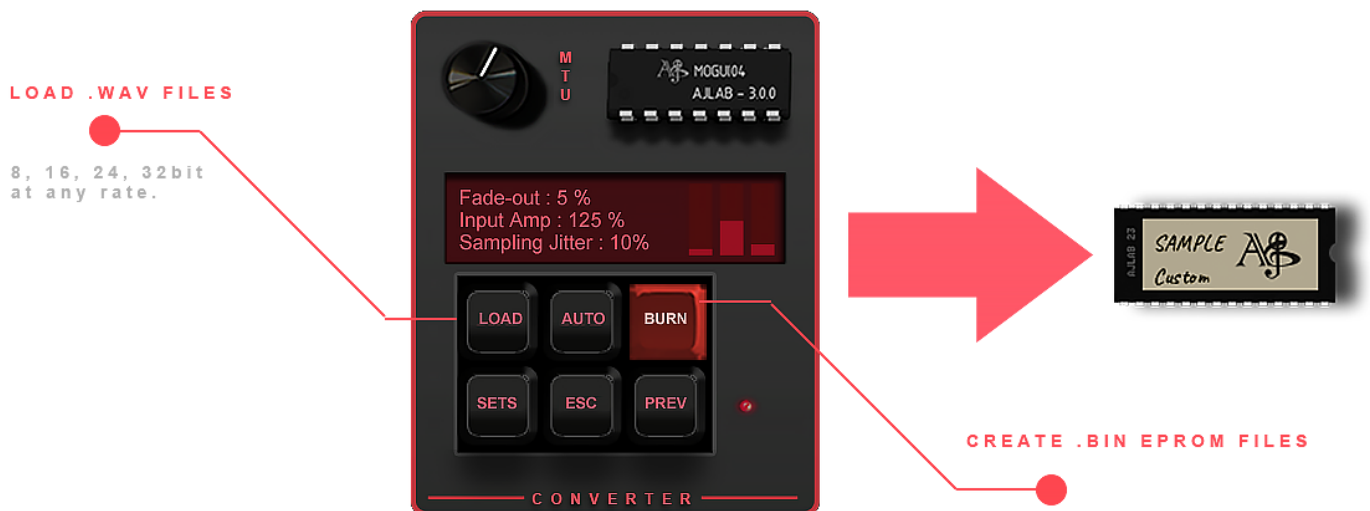 LOAD .WAV FILES
8, 16, 24, 32bit
at any rate.
MTU
MOGUI04
AJLAB - 3.0.0
Fade-out : 5 %
Input Amp : 125 %
Sampling Jitter : 10%
LOAD AUTO BURN
SETS ESC PREV
CONVERTER
AJLAB 23
SAMPLE
Custom
CREATE .BIN EPROM FILES